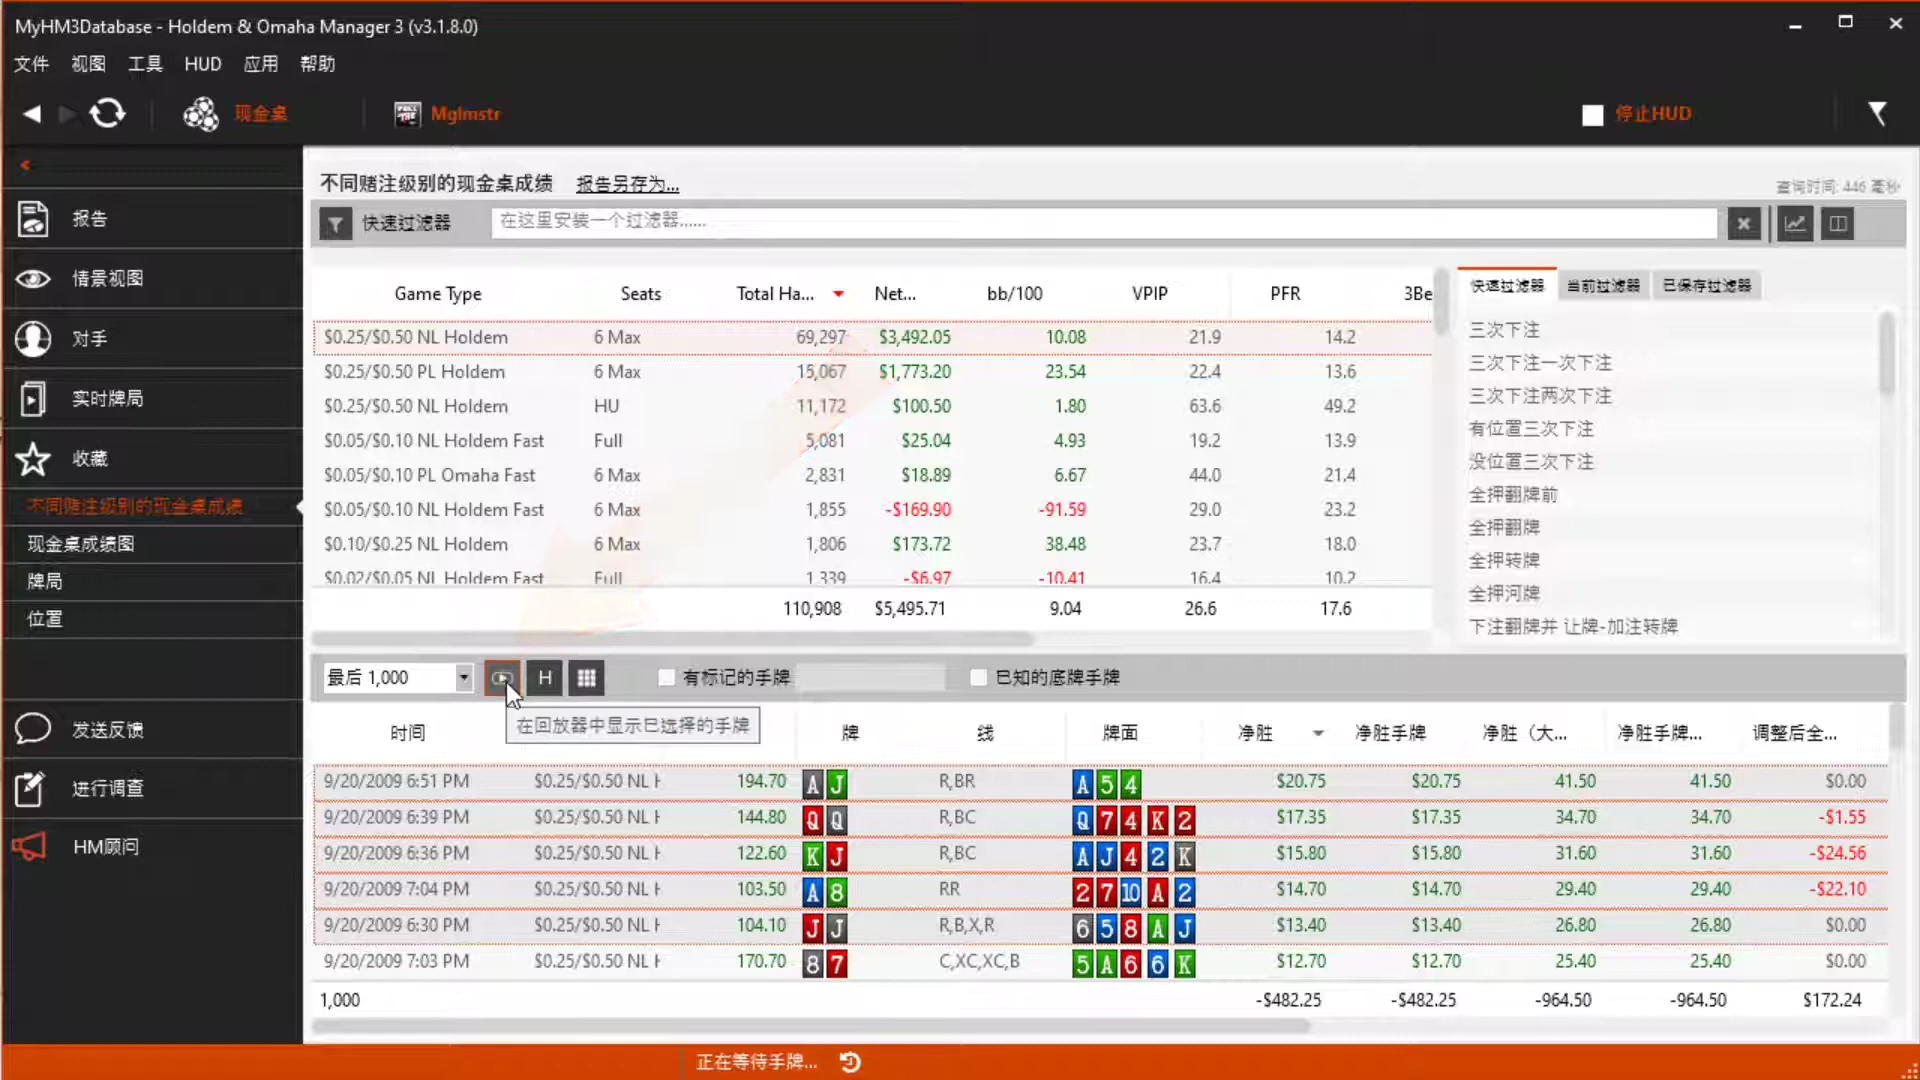 MyHM3Database - Holdem & Omaha Manager 3 (v3.1.8.0)
文件 视图 工具 HUD 应用 帮助
现金桌 Mglmstr 停止HUD
不同赌注级别的现金桌成绩 报告另存为... 查询时间: 446 毫秒
快速过滤器 在这里安装一个过滤器......
报告
情景视图
对手
实时牌局
收藏
不同赌注级别的现金桌成绩
现金桌成绩图
牌局
位置
发送反馈
进行调查
HM顾问
Game Type Seats Total Ha... Net... bb/100 VPIP PFR 3Be
$0.25/$0.50 NL Holdem 6 Max 69,297 $3,492.05 10.08 21.9 14.2
$0.25/$0.50 PL Holdem 6 Max 15,067 $1,773.20 23.54 22.4 13.6
$0.25/$0.50 NL Holdem HU 11,172 $100.50 1.80 63.6 49.2
$0.05/$0.10 NL Holdem Fast Full 5,081 $25.04 4.93 19.2 13.9
$0.05/$0.10 PL Omaha Fast 6 Max 2,831 $18.89 6.67 44.0 21.4
$0.05/$0.10 NL Holdem Fast 6 Max 1,855 -$169.90 -91.59 29.0 23.2
$0.10/$0.25 NL Holdem 6 Max 1,806 $173.72 38.48 23.7 18.0
$0.02/$0.05 NL Holdem Fast Full 1,339 -$6.97 -10.41 16.4 10.2
110,908 $5,495.71 9.04 26.6 17.6
快速过滤器 当前过滤器 已保存过滤器
三次下注
三次下注一次下注
三次下注两次下注
有位置三次下注
没位置三次下注
全押翻牌前
全押翻牌
全押转牌
全押河牌
下注翻牌并 让牌-加注转牌
最后 1,000 H 有标记的手牌 已知的底牌手牌
在回放器中显示已选择的手牌
时间 牌 线 牌面 净胜 净胜手牌 净胜（大... 净胜手牌... 调整后全...
9/20/2009 6:51 PM $0.25/$0.50 NL H 194.70 A J R,BR A 5 4 $20.75 $20.75 41.50 41.50 $0.00
9/20/2009 6:39 PM $0.25/$0.50 NL H 144.80 Q Q R,BC Q 7 4 K 2 $17.35 $17.35 34.70 34.70 -$1.55
9/20/2009 6:36 PM $0.25/$0.50 NL H 122.60 K J R,BC A J 4 2 K $15.80 $15.80 31.60 31.60 -$24.56
9/20/2009 7:04 PM $0.25/$0.50 NL H 103.50 A 8 RR 2 7 10 A 2 $14.70 $14.70 29.40 29.40 -$22.10
9/20/2009 6:30 PM $0.25/$0.50 NL H 104.10 J J R,B,X,R 6 5 8 A J $13.40 $13.40 26.80 26.80 $0.00
9/20/2009 7:03 PM $0.25/$0.50 NL H 170.70 8 7 C,XC,XC,B 5 A 6 6 K $12.70 $12.70 25.40 25.40 $0.00
1,000 -$482.25 -$482.25 -964.50 -964.50 $172.24
正在等待手牌...